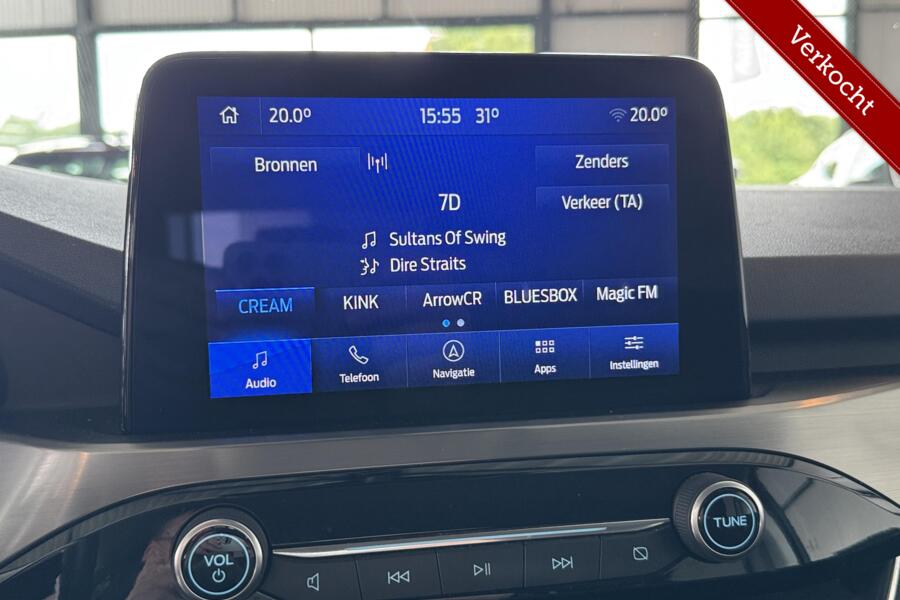 Verkocht
20.0°
15:55 31°
20.0°
Bronnen
Zenders
7D
Verkeer (TA)
Sultans Of Swing
Dire Straits
CREAM
KINK
ArrowCR
BLUESBOX
Magic FM
Audio
Telefoon
Navigatie
Apps
Instellingen
VOL
TUNE